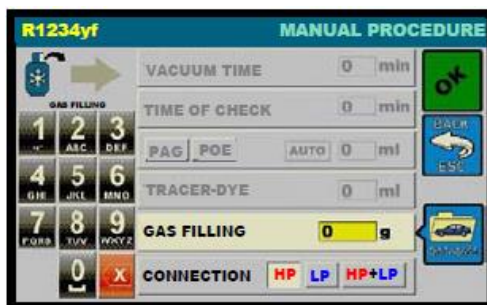 R1234yf MANUAL PROCEDURE
VACUUM TIME 0 min
OK
GAS FILLING
TIME OF CHECK 0 min
1 2 ABC 3 DEF
BACK
ESC
PAG POE AUTO 0 ml
4 GHI 5 JKL 6 MNO
TRACER-DYE 0 ml
7 PQRS 8 TUV 9 WXYZ
GAS FILLING 0 g
DATABASE
0 X
CONNECTION HP LP HP+LP